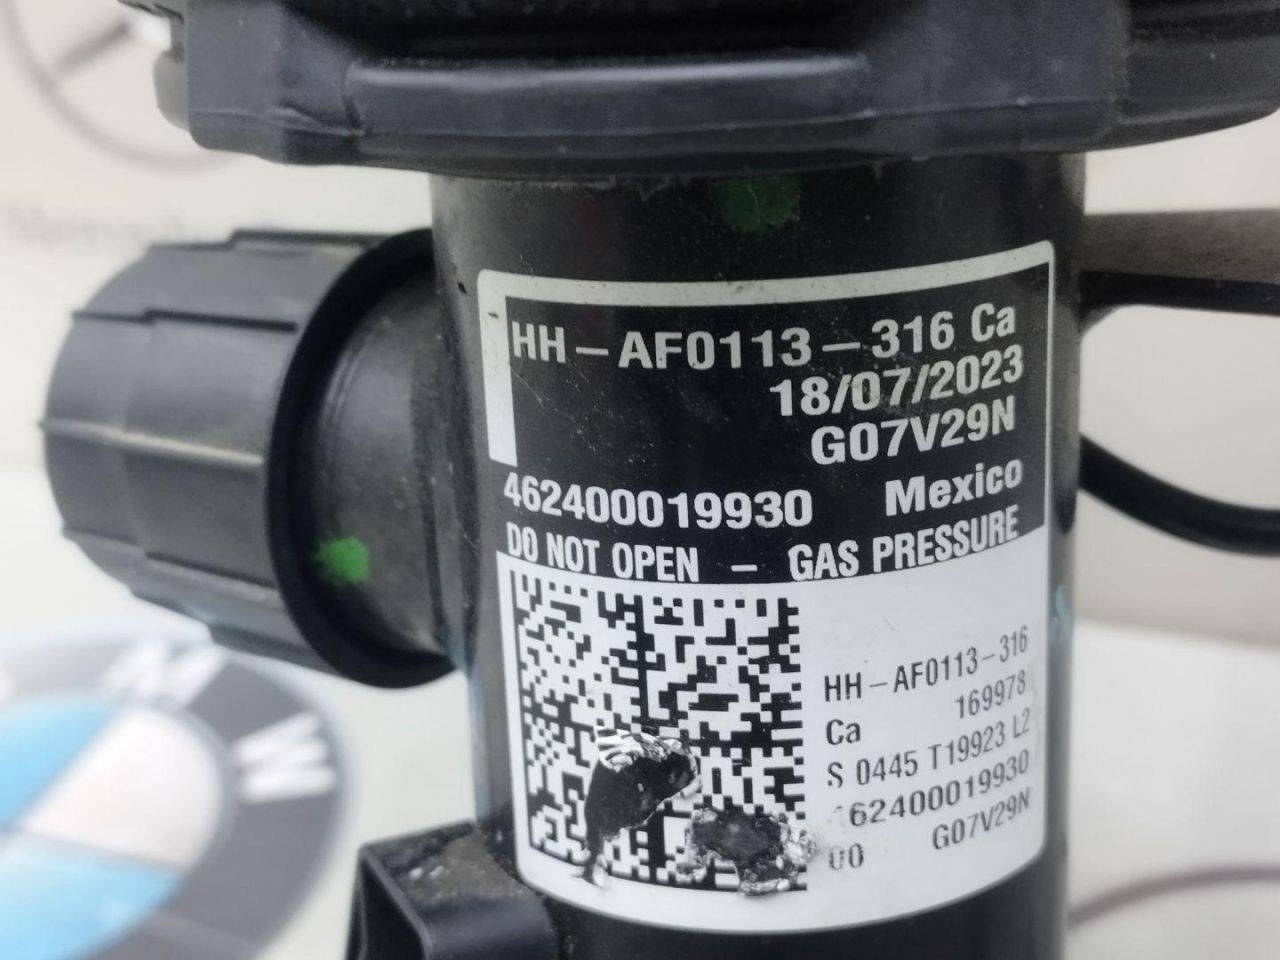 HH – AF0113 – 316 Ca
18/07/2023
G07V29N
462400019930 Mexico
DO NOT OPEN – GAS PRESSURE
HH – AF0113 – 316
169978
Ca
S 0445 T19923 L2
62400019930
G07V29N
00